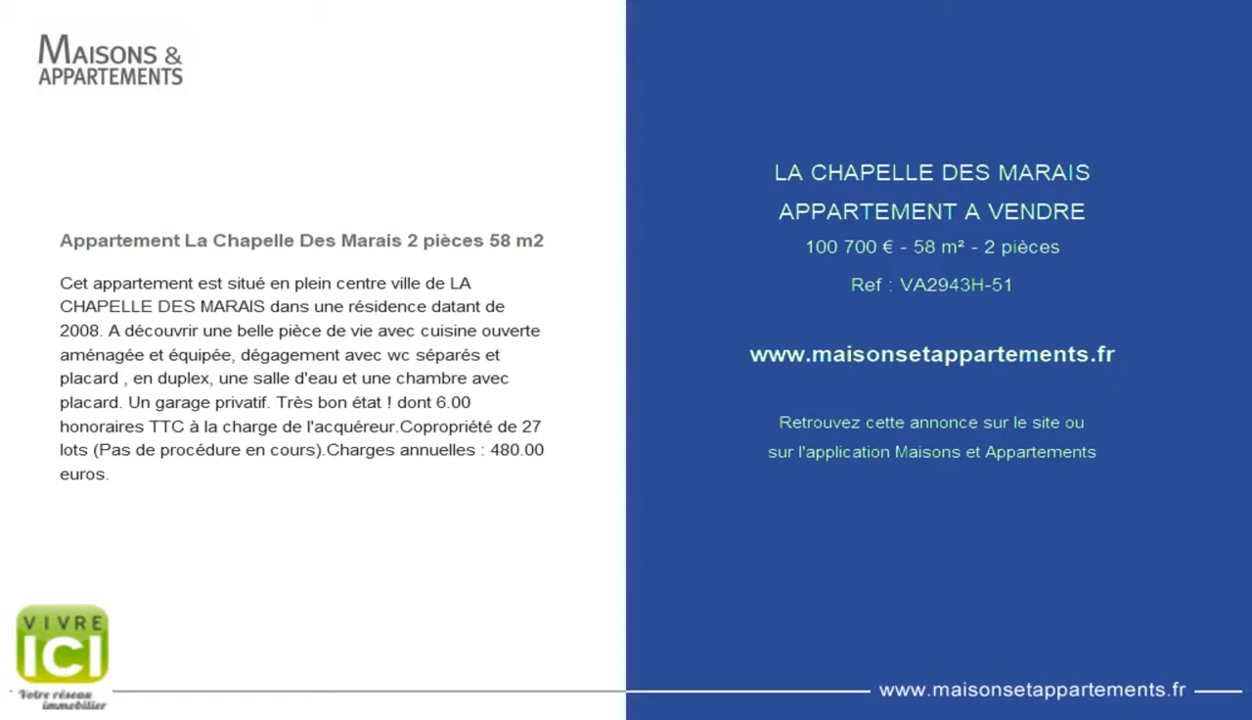 MAISONS &
APPARTEMENTS
Appartement La Chapelle Des Marais 2 pièces 58 m2
Cet appartement est situé en plein centre ville de LA
CHAPELLE DES MARAIS dans une résidence datant de
2008. A découvrir une belle pièce de vie avec cuisine ouverte
aménagée et équipée, dégagement avec wc séparés et
placard , en duplex, une salle d'eau et une chambre avec
placard. Un garage privatif. Très bon état ! dont 6.00
honoraires TTC à la charge de l'acquéreur.Copropriété de 27
lots (Pas de procédure en cours).Charges annuelles : 480.00
euros.
VIVRE
ICI
Votre réseau
immobilier
LA CHAPELLE DES MARAIS
APPARTEMENT A VENDRE
100 700 € - 58 m² - 2 pièces
Ref : VA2943H-51
www.maisonsetappartements.fr
Retrouvez cette annonce sur le site ou
sur l'application Maisons et Appartements
www.maisonsetappartements.fr